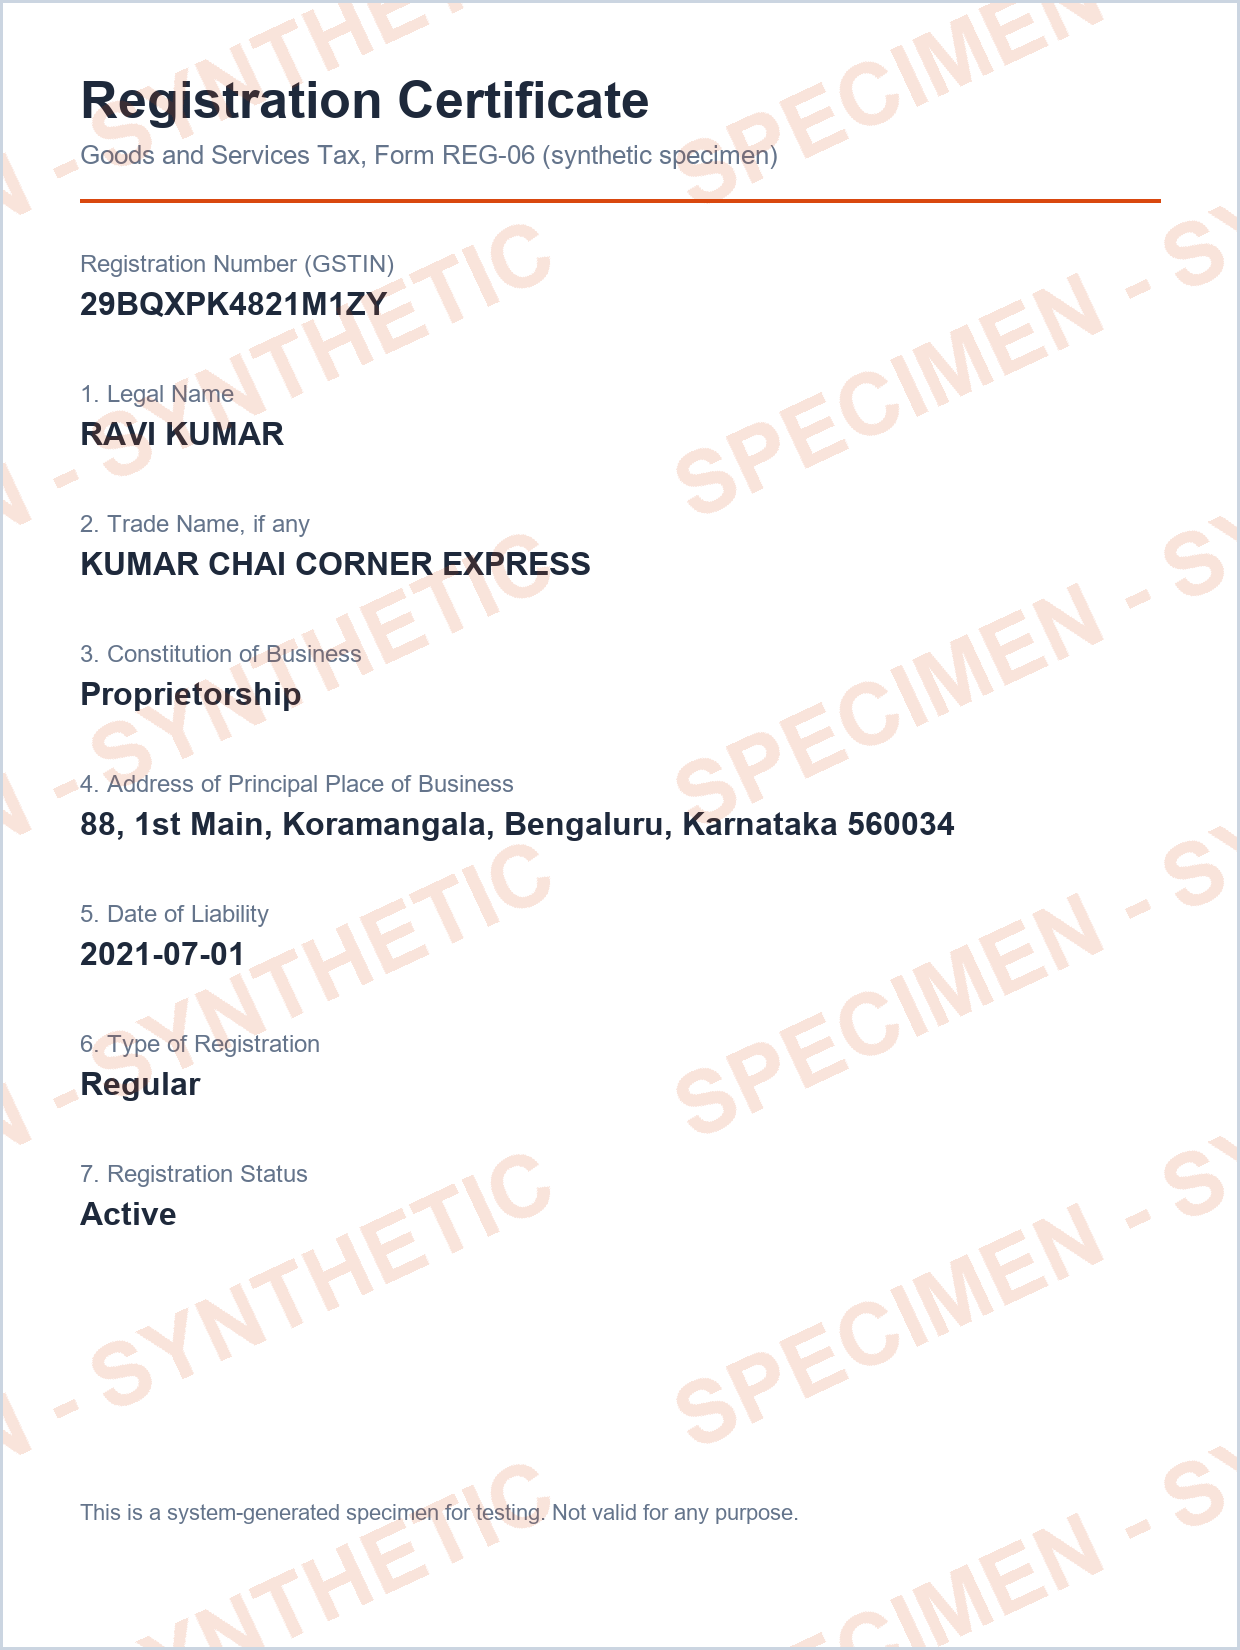 Registration Certificate
Goods and Services Tax, Form REG-06 (synthetic specimen)
Registration Number (GSTIN)
29BQXPK4821M1ZY
1. Legal Name
RAVI KUMAR
2. Trade Name, if any
KUMAR CHAI CORNER EXPRESS
3. Constitution of Business
Proprietorship
4. Address of Principal Place of Business
88, 1st Main, Koramangala, Bengaluru, Karnataka 560034
5. Date of Liability
2021-07-01
6. Type of Registration
Regular
7. Registration Status
Active
This is a system-generated specimen for testing. Not valid for any purpose.
SPECIMEN - SYNTHETIC